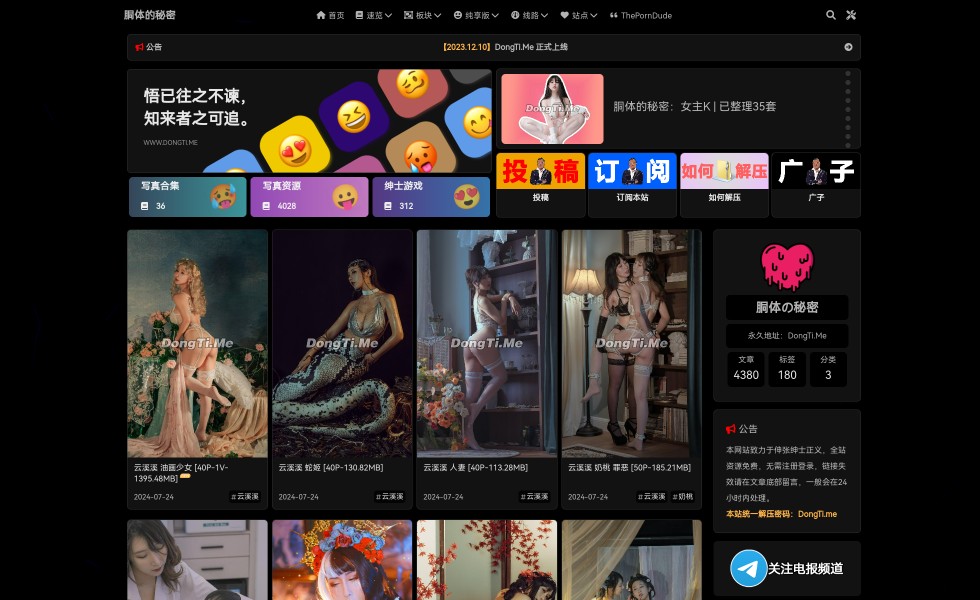 胴体的秘密
首页 速览 板块 纯享版 线路 站点 ThePornDude
公告
【2023.12.10】DongTi.Me 正式上线
悟已往之不谏，
知来者之可追。
WWW.DONGTI.ME
DongTi.Me
胴体的秘密：女主K | 已整理35套
写真合集
36
写真资源
4028
绅士游戏
312
投稿
投稿
订阅
订阅本站
如何解压
如何解压
广子
广子
DongTi.Me
云溪溪 油画少女 [40P-1V-
1395.48MB]
2024-07-24 #云溪溪
DongTi.Me
云溪溪 蛇姬 [40P-130.82MB]
2024-07-24 #云溪溪
DongTi.Me
云溪溪 人妻 [40P-113.28MB]
2024-07-24 #云溪溪
DongTi.Me
云溪溪 奶桃 罪恶 [50P-185.21MB]
2024-07-24 #云溪溪 #奶桃
胴体の秘密
永久地址：DongTi.Me
文章 标签 分类
4380 180 3
公告
本网站致力于伸张绅士正义，全站
资源免费，无需注册登录，链接失
效请在文章底部留言，一般会在24
小时内处理。
本站统一解压密码：DongTi.me
关注电报频道